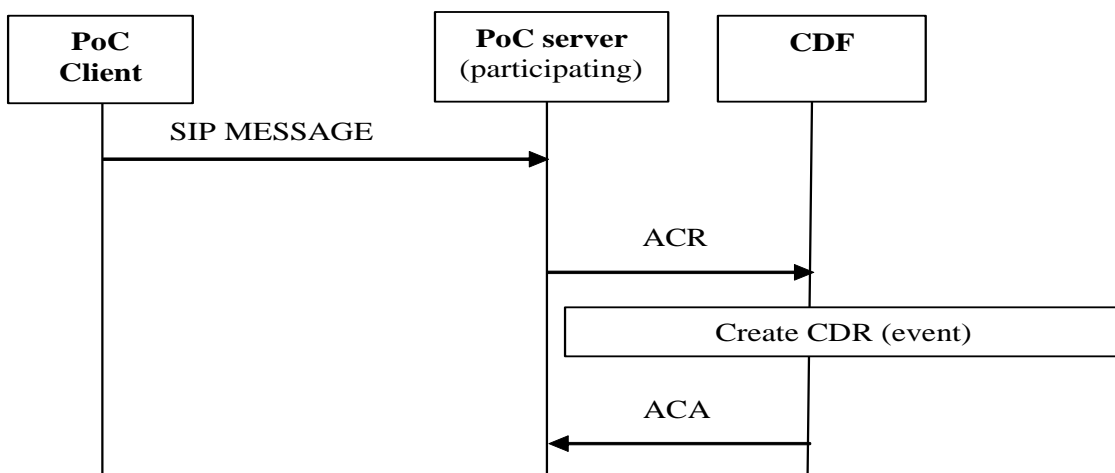 PoC
Client
PoC server
(participating)
CDF
SIP MESSAGE
ACR
Create CDR (event)
ACA